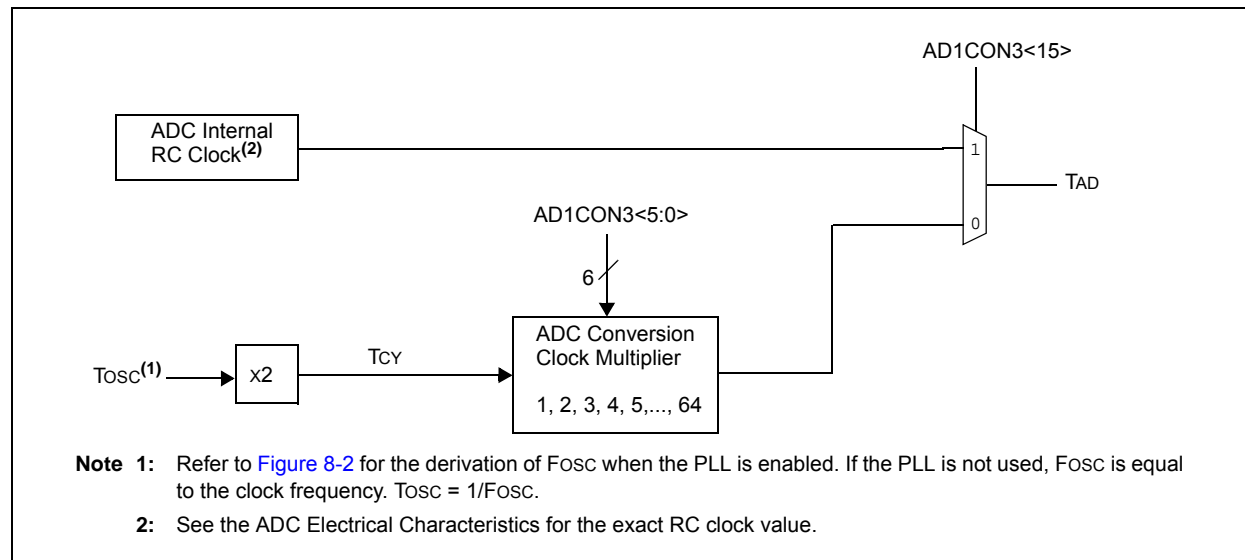 AD1CON3<15>
ADC Internal
RC Clock(2)
1
TAD
0
AD1CON3<5:0>
6
ADC Conversion
Clock Multiplier
1, 2, 3, 4, 5,..., 64
TOSC(1)
X2
TCY
Note 1: Refer to Figure 8-2 for the derivation of FOSC when the PLL is enabled. If the PLL is not used, FOSC is equal
to the clock frequency. TOSC = 1/FOSC.
2: See the ADC Electrical Characteristics for the exact RC clock value.